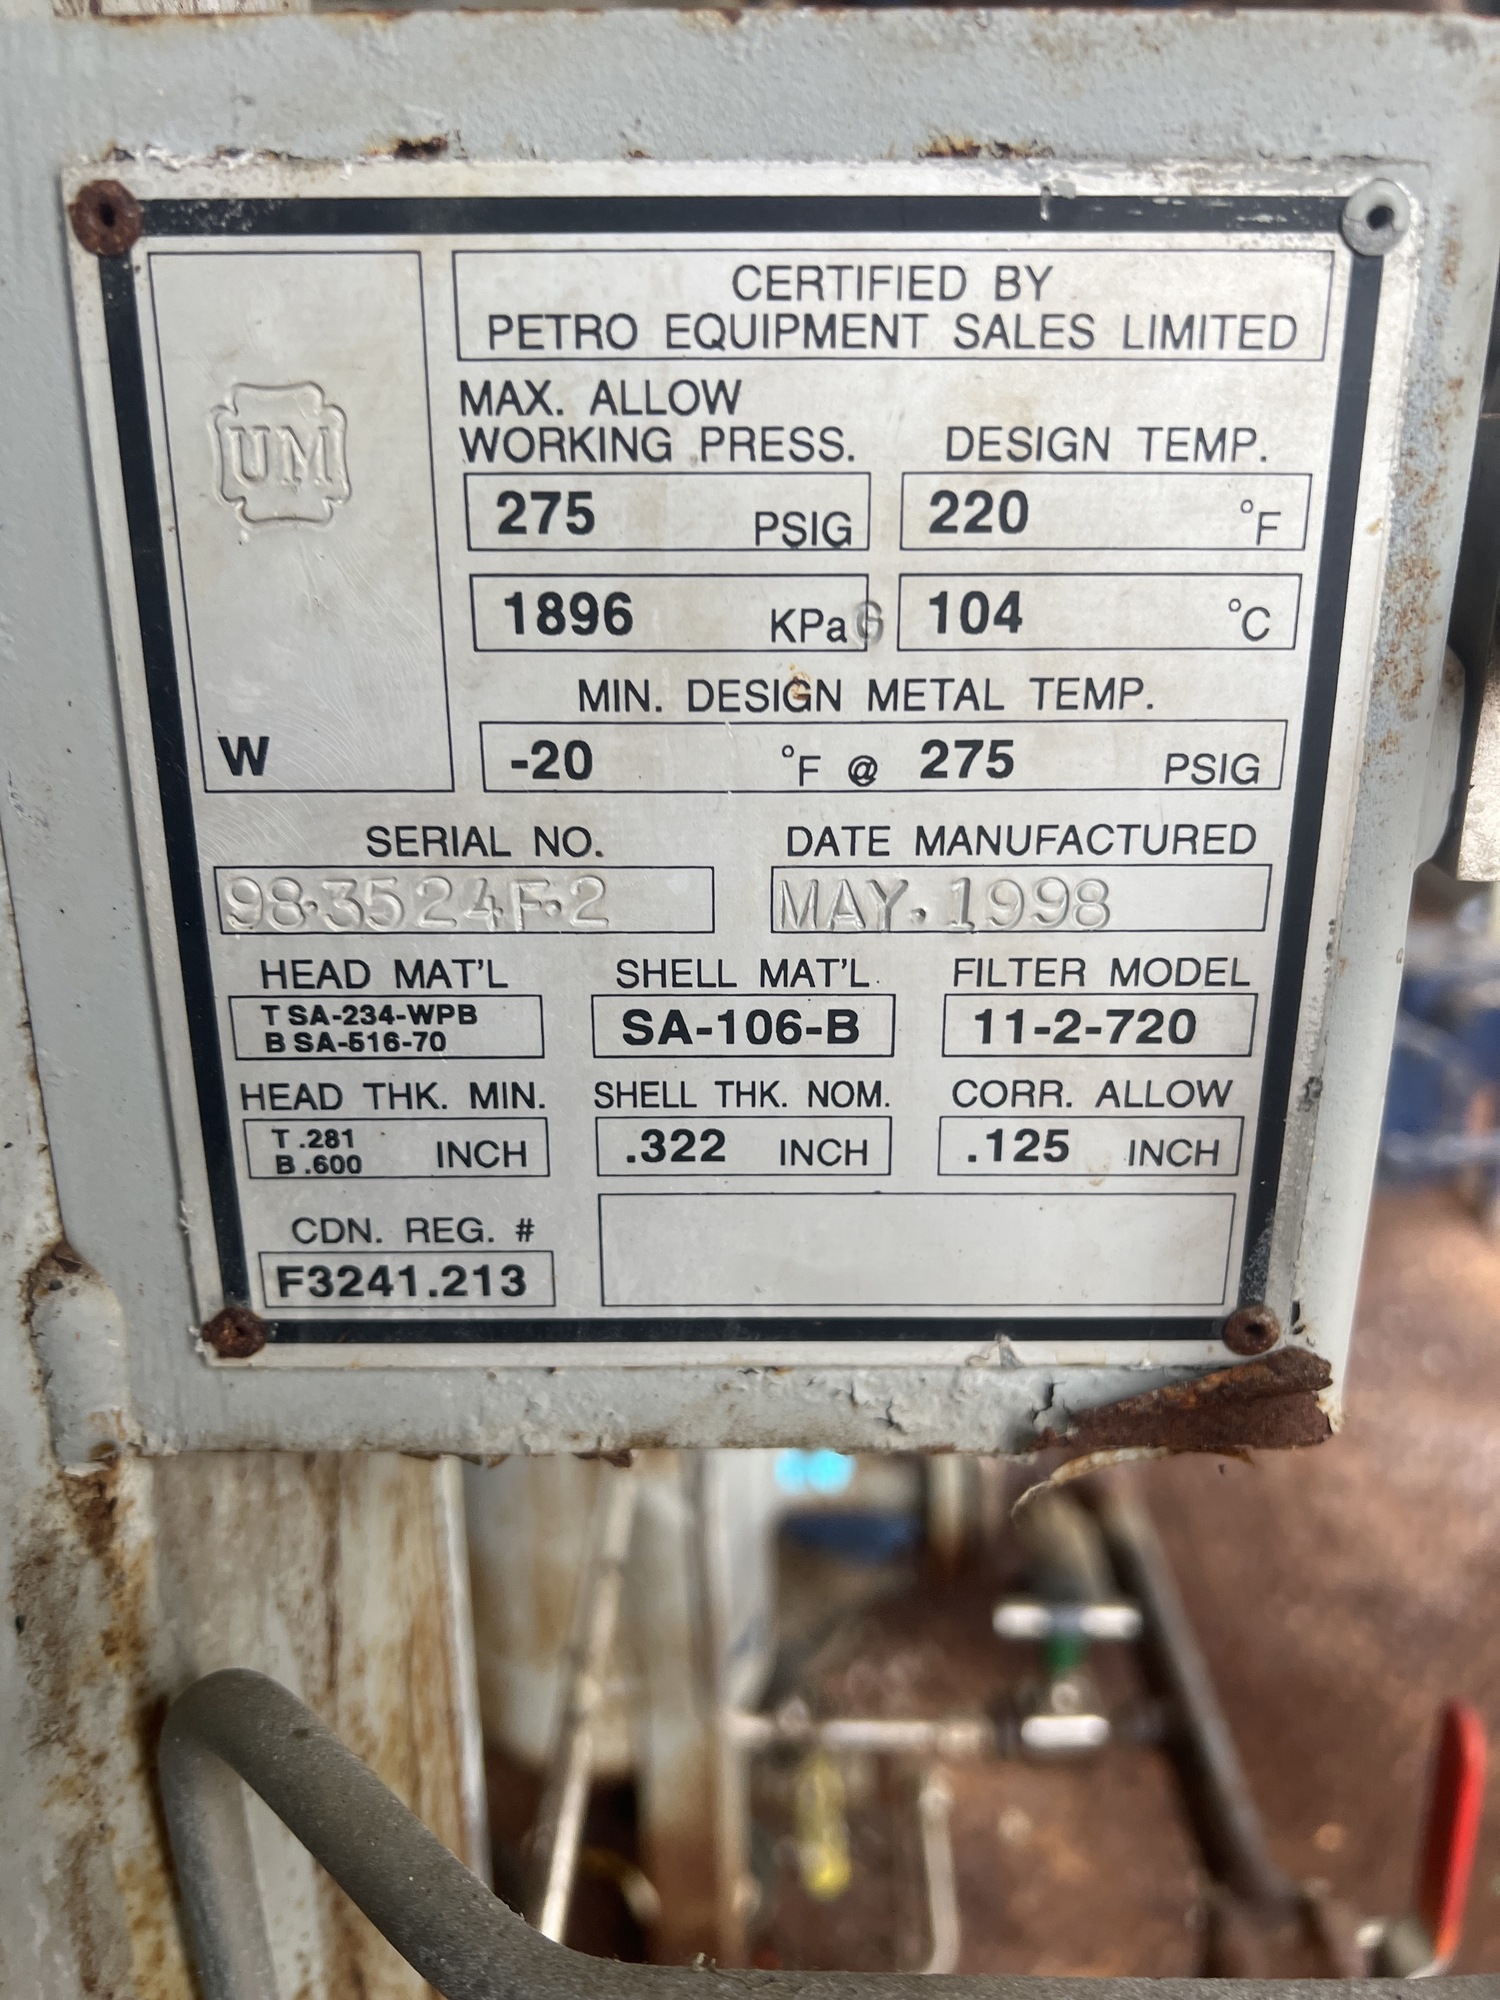 CERTIFIED BY
PETRO EQUIPMENT SALES LIMITED
UM
W
MAX. ALLOW
WORKING PRESS. DESIGN TEMP.
275 PSIG 220 °F
1896 KPa G 104 °C
MIN. DESIGN METAL TEMP.
-20 °F @ 275 PSIG
SERIAL NO. DATE MANUFACTURED
98·3524F·2 MAY.1998
HEAD MAT'L SHELL MAT'L. FILTER MODEL
T SA-234-WPB
B SA-516-70
SA-106-B 11-2-720
HEAD THK. MIN. SHELL THK. NOM. CORR. ALLOW
T .281
B .600
INCH .322 INCH .125 INCH
CDN. REG. #
F3241.213